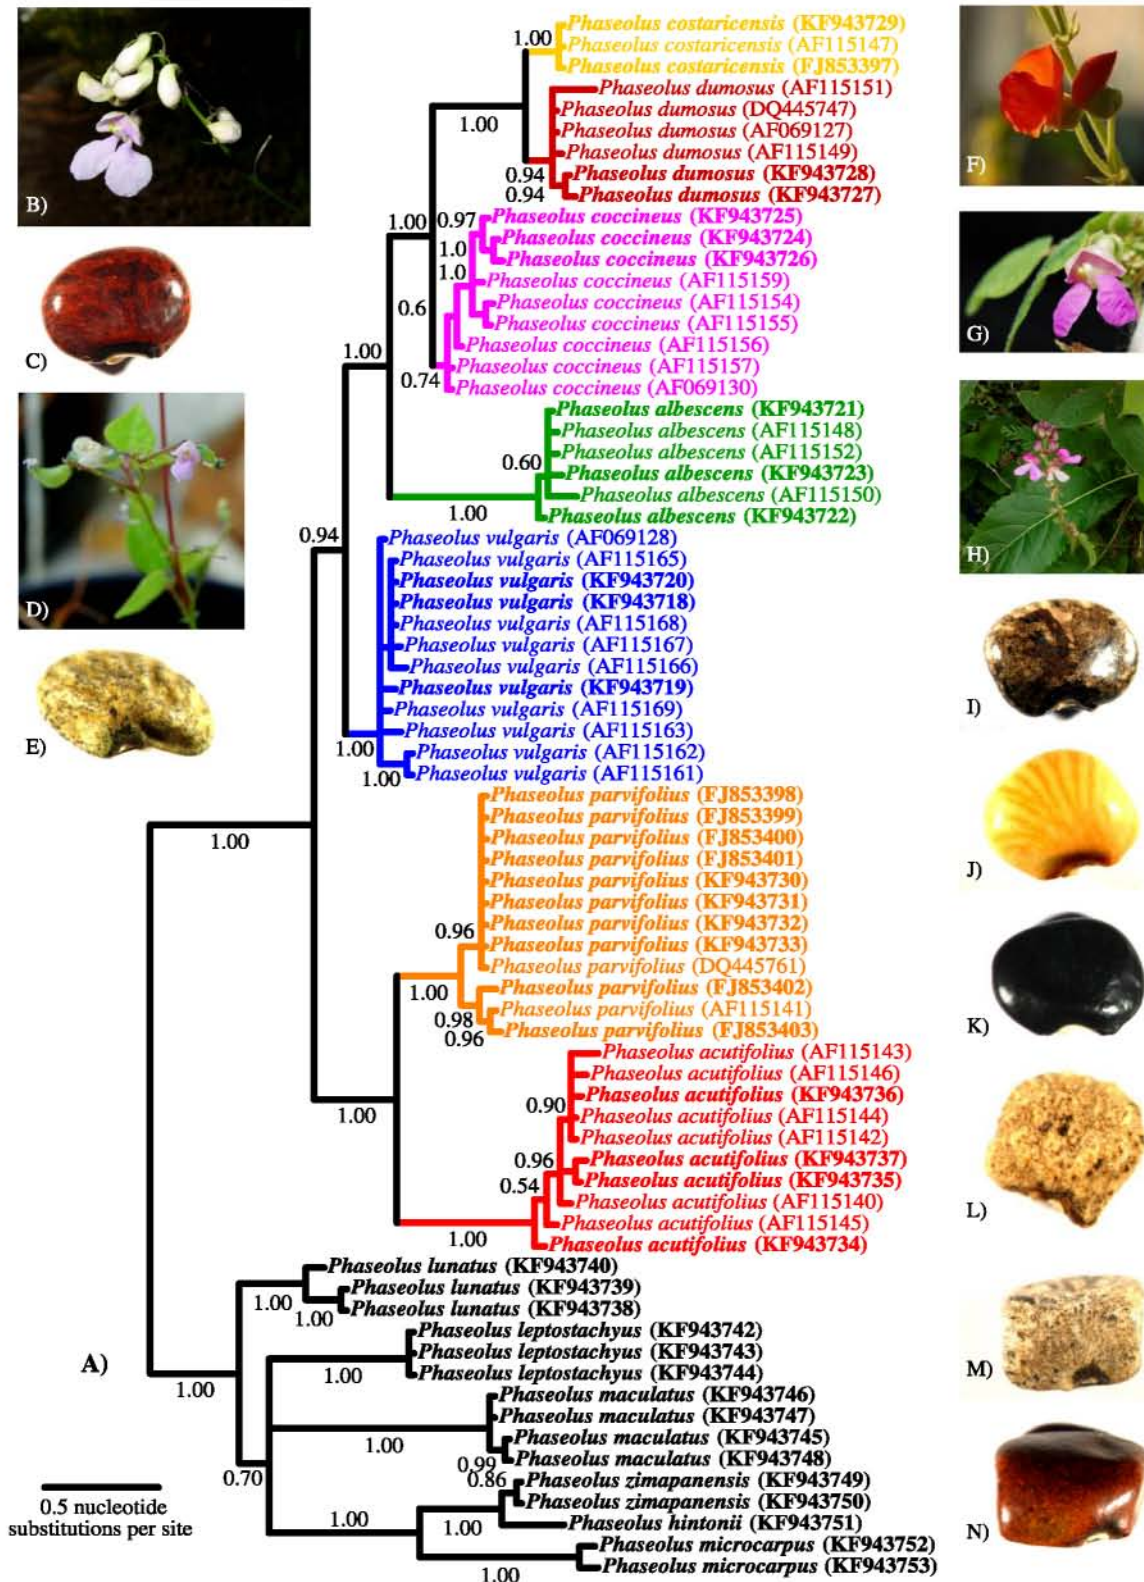 B)
C)
D)
E)
A)
0.5 nucleotide
substitutions per site
1.00
Phaseolus costaricensis (KF943729)
Phaseolus costaricensis (AF115147)
Phaseolus costaricensis (FJ853397)
Phaseolus dumosus (AF115151)
1.00
Phaseolus dumosus (DQ445747)
Phaseolus dumosus (AF069127)
Phaseolus dumosus (AF115149)
0.94
Phaseolus dumosus (KF943728)
0.94
Phaseolus dumosus (KF943727)
1.00
0.97
Phaseolus coccineus (KF943725)
1.0
Phaseolus coccineus (KF943724)
1.0
Phaseolus coccineus (KF943726)
Phaseolus coccineus (AF115159)
0.6
Phaseolus coccineus (AF115154)
Phaseolus coccineus (AF115155)
1.00
Phaseolus coccineus (AF115156)
Phaseolus coccineus (AF115157)
0.74
Phaseolus coccineus (AF069130)
Phaseolus albescens (KF943721)
Phaseolus albescens (AF115148)
Phaseolus albescens (AF115152)
0.60
Phaseolus albescens (KF943723)
Phaseolus albescens (AF115150)
1.00
Phaseolus albescens (KF943722)
0.94
Phaseolus vulgaris (AF069128)
Phaseolus vulgaris (AF115165)
Phaseolus vulgaris (KF943720)
Phaseolus vulgaris (KF943718)
Phaseolus vulgaris (AF115168)
Phaseolus vulgaris (AF115167)
Phaseolus vulgaris (AF115166)
Phaseolus vulgaris (KF943719)
Phaseolus vulgaris (AF115169)
Phaseolus vulgaris (AF115163)
1.00
Phaseolus vulgaris (AF115162)
1.00
Phaseolus vulgaris (AF115161)
Phaseolus parvifolius (FJ853398)
Phaseolus parvifolius (FJ853399)
1.00
Phaseolus parvifolius (FJ853400)
Phaseolus parvifolius (FJ853401)
Phaseolus parvifolius (KF943730)
Phaseolus parvifolius (KF943731)
Phaseolus parvifolius (KF943732)
0.96
Phaseolus parvifolius (KF943733)
Phaseolus parvifolius (DQ445761)
1.00
Phaseolus parvifolius (FJ853402)
Phaseolus parvifolius (AF115141)
0.98
0.96
Phaseolus parvifolius (FJ853403)
Phaseolus acutifolius (AF115143)
Phaseolus acutifolius (AF115146)
Phaseolus acutifolius (KF943736)
0.90
1.00
Phaseolus acutifolius (AF115144)
Phaseolus acutifolius (AF115142)
0.96
Phaseolus acutifolius (KF943737)
0.54
Phaseolus acutifolius (KF943735)
Phaseolus acutifolius (AF115140)
Phaseolus acutifolius (AF115145)
1.00
Phaseolus acutifolius (KF943734)
Phaseolus lunatus (KF943740)
Phaseolus lunatus (KF943739)
1.00
1.00
Phaseolus lunatus (KF943738)
Phaseolus leptostachyus (KF943742)
Phaseolus leptostachyus (KF943743)
1.00
Phaseolus leptostachyus (KF943744)
1.00
Phaseolus maculatus (KF943746)
Phaseolus maculatus (KF943747)
Phaseolus maculatus (KF943745)
1.00
Phaseolus maculatus (KF943748)
0.99
0.70
0.86
Phaseolus zimapanensis (KF943749)
Phaseolus zimapanensis (KF943750)
1.00
1.00
Phaseolus hintonii (KF943751)
Phaseolus microcarpus (KF943752)
Phaseolus microcarpus (KF943753)
1.00
F)
G)
H)
I)
J)
K)
L)
M)
N)